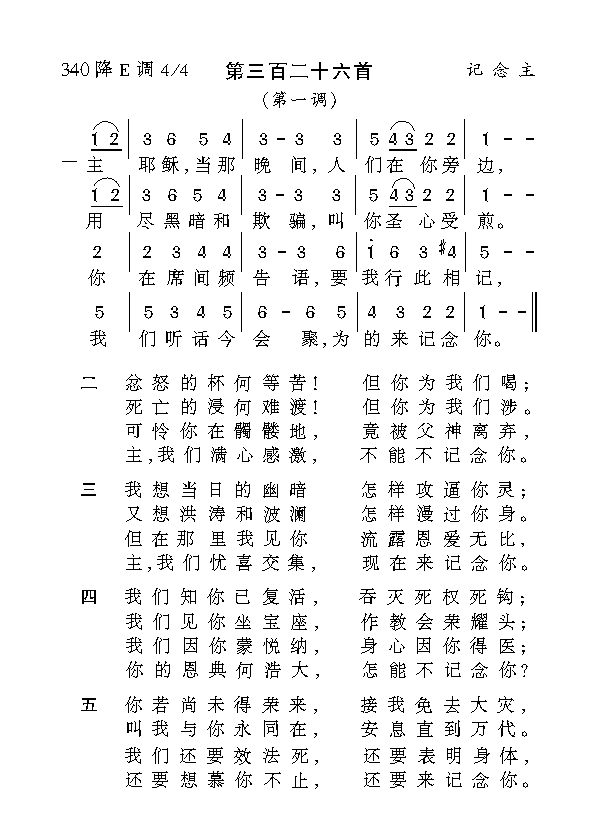 340 降 E 调 4/4 第三百二十六首 记念主
(第一调)
1 2 | 3 6 5 4 | 3 - 3 3 | 5 4 3 2 2 | 1 - -
一 主 耶稣,当那晚间,人们在你旁边,
1 2 | 3 6 5 4 | 3 - 3 3 | 5 4 3 2 2 | 1 - -
用尽黑暗和欺骗,叫你圣心受煎。
2 | 2 3 4 4 | 3 - 3 6 | i 6 3 #4 | 5 - -
你在席间频告语,要我行此相记,
5 | 5 3 4 5 | 6 - 6 5 | 4 3 2 2 | 1 - - ‖
我们听话今会聚,为的来记念你。
二 忿怒的杯何等苦! 但你为我们喝;
死亡的浸何难渡! 但你为我们涉。
可怜你在髑髅地, 竟被父神离弃,
主,我们满心感激, 不能不记念你。
三 我想当日的幽暗 怎样攻逼你灵;
又想洪涛和波澜 怎样漫过你身。
但在那里我见你 流露恩爱无比,
主,我们忧喜交集, 现在来记念你。
四 我们知你已复活, 吞灭死权死钩;
我们见你坐宝座, 作教会荣耀头;
我们因你蒙悦纳, 身心因你得医;
你的恩典何浩大, 怎能不记念你?
五 你若尚未得荣来, 接我免去大灾,
叫我与你永同在, 安息直到万代。
我们还要效法死, 还要表明身体,
还要想慕你不止, 还要来记念你。